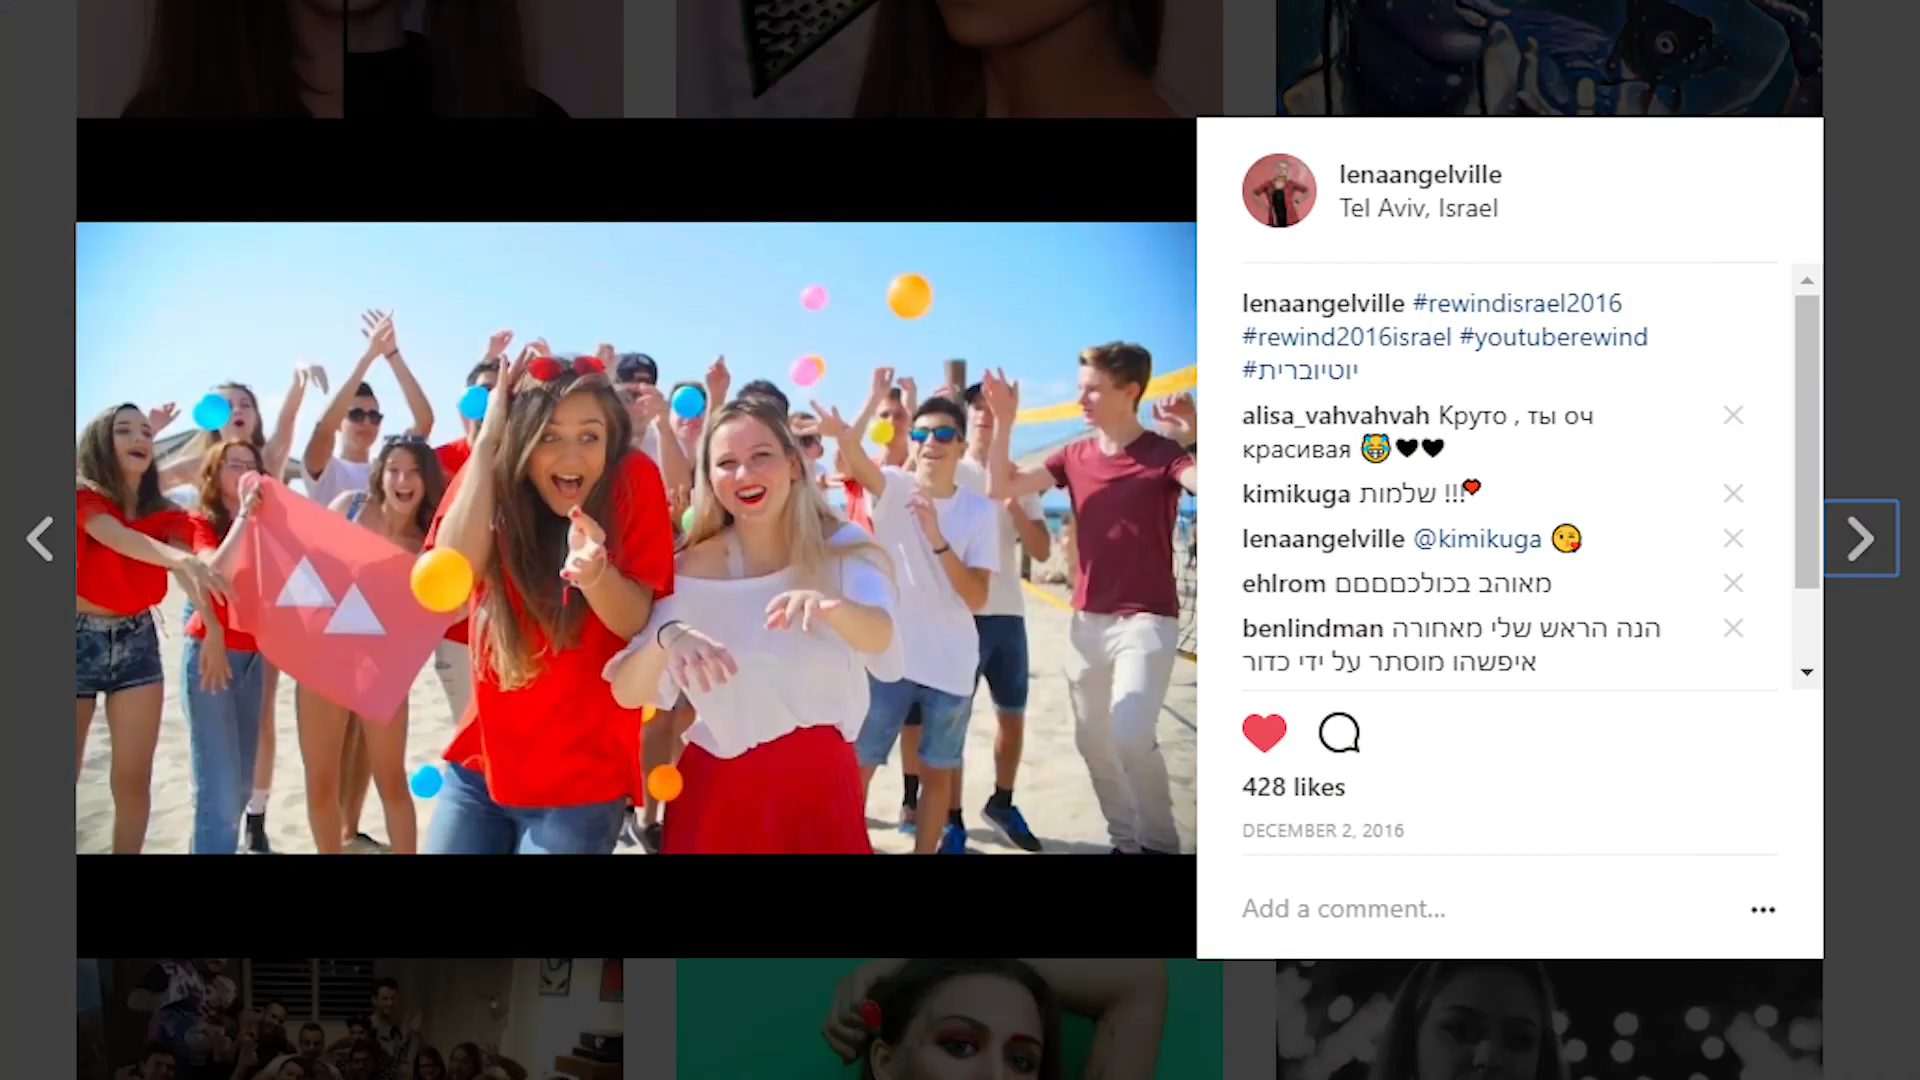 lenaangelville
Tel Aviv, Israel
lenaangelville #rewindisrael2016
#rewind2016israel #youtuberewind
#יוטיוברית
alisa_vahvahvah Круто , ты оч
красивая 😹🖤🖤
kimikuga שלמות !!!❣
lenaangelville @kimikuga 😘
ehlrom מאוהב בכולכםםםם
benlindman הנה הראש שלי מאחורה
איפשהו מוסתר על ידי כדור
428 likes
DECEMBER 2, 2016
Add a comment...